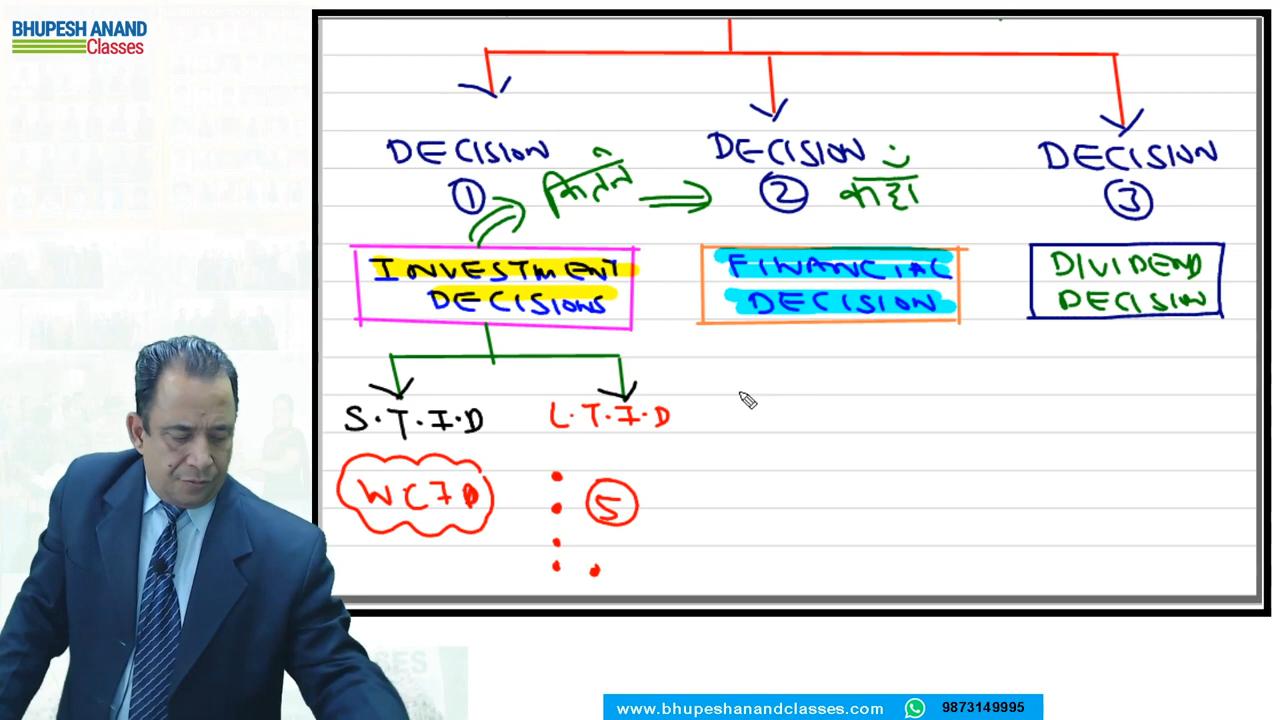 BHUPESH ANAND
Classes
DECISION
①
कितने
DECISION
②
कहाँ
DECISION
③
INVESTMENT
DECISIONS
FINANCIAL
DECISION
DIVIDEND
DECISION
S.T.I.D
L.T.I.D
5
www.bhupeshanandclasses.com
9873149995